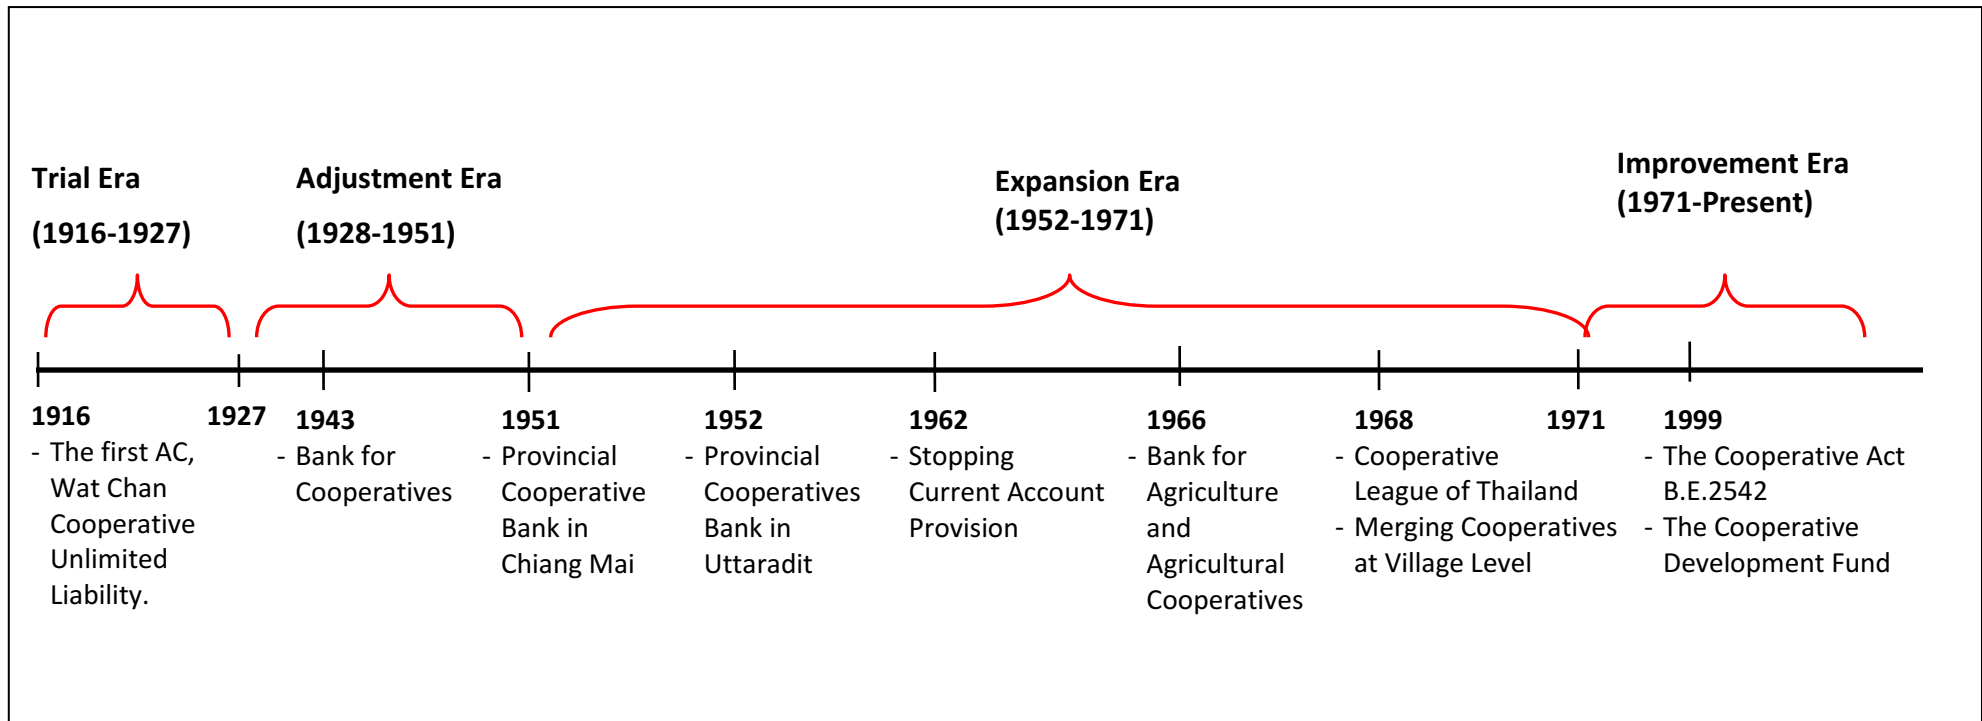 Trial Era
(1916-1927)
Adjustment Era
(1928-1951)
Expansion Era
(1952-1971)
Improvement Era
(1971-Present)
1916
- The first AC,
Wat Chan
Cooperative
Unlimited
Liability.
1927
1943
- Bank for
Cooperatives
1951
- Provincial
Cooperative
Bank in
Chiang Mai
1952
- Provincial
Cooperatives
Bank in
Uttaradit
1962
- Stopping
Current Account
Provision
1966
- Bank for
Agriculture
and
Agricultural
Cooperatives
1968
- Cooperative
League of Thailand
- Merging Cooperatives
at Village Level
1971
1999
- The Cooperative Act
B.E.2542
- The Cooperative
Development Fund